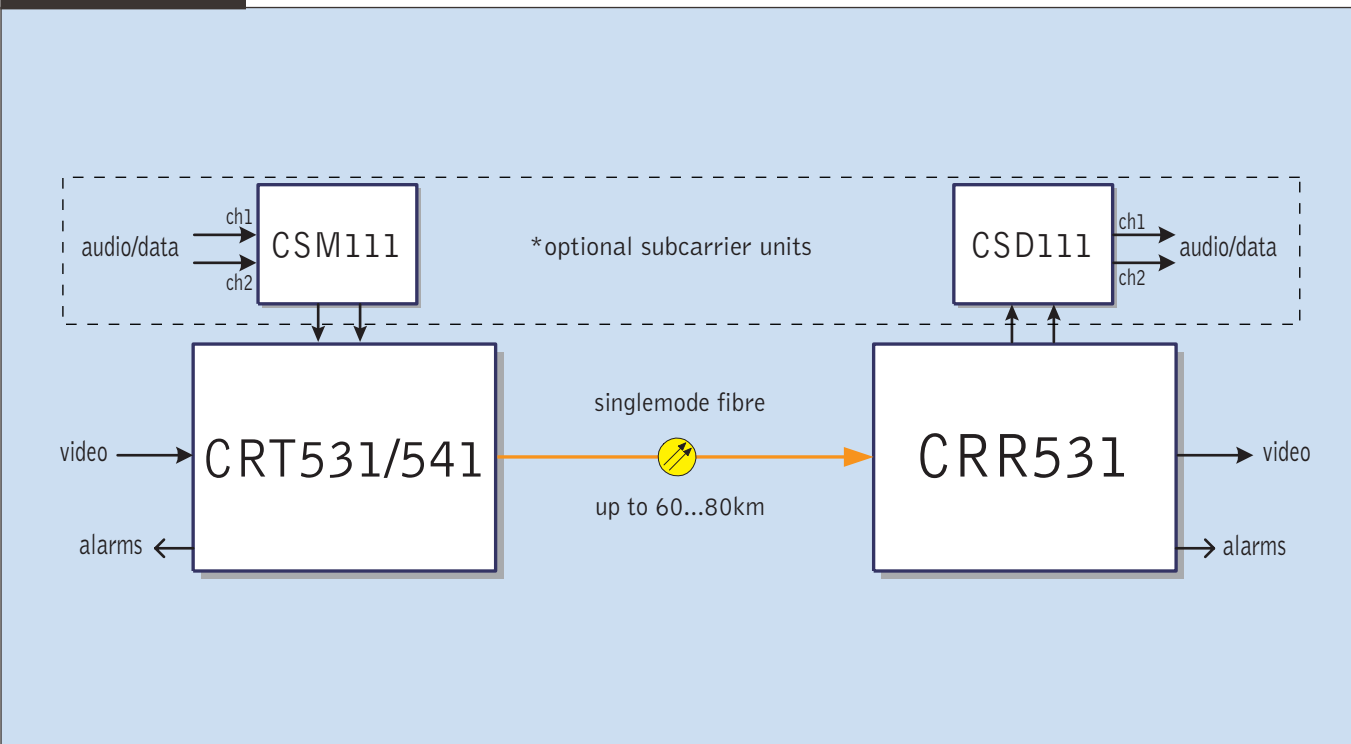 ch1
audio/data
CSM111
ch2
*optional subcarrier units
CSD111
ch1
audio/data
ch2
singlemode fibre
video
CRT531/541
CRR531
video
up to 60...80km
alarms
alarms